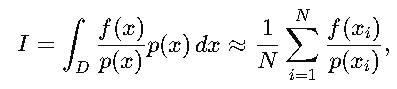 I = \int_D \frac{f(x)}{p(x)} p(x) \, dx \approx \frac{1}{N} \sum_{i=1}^{N} \frac{f(x_i)}{p(x_i)},